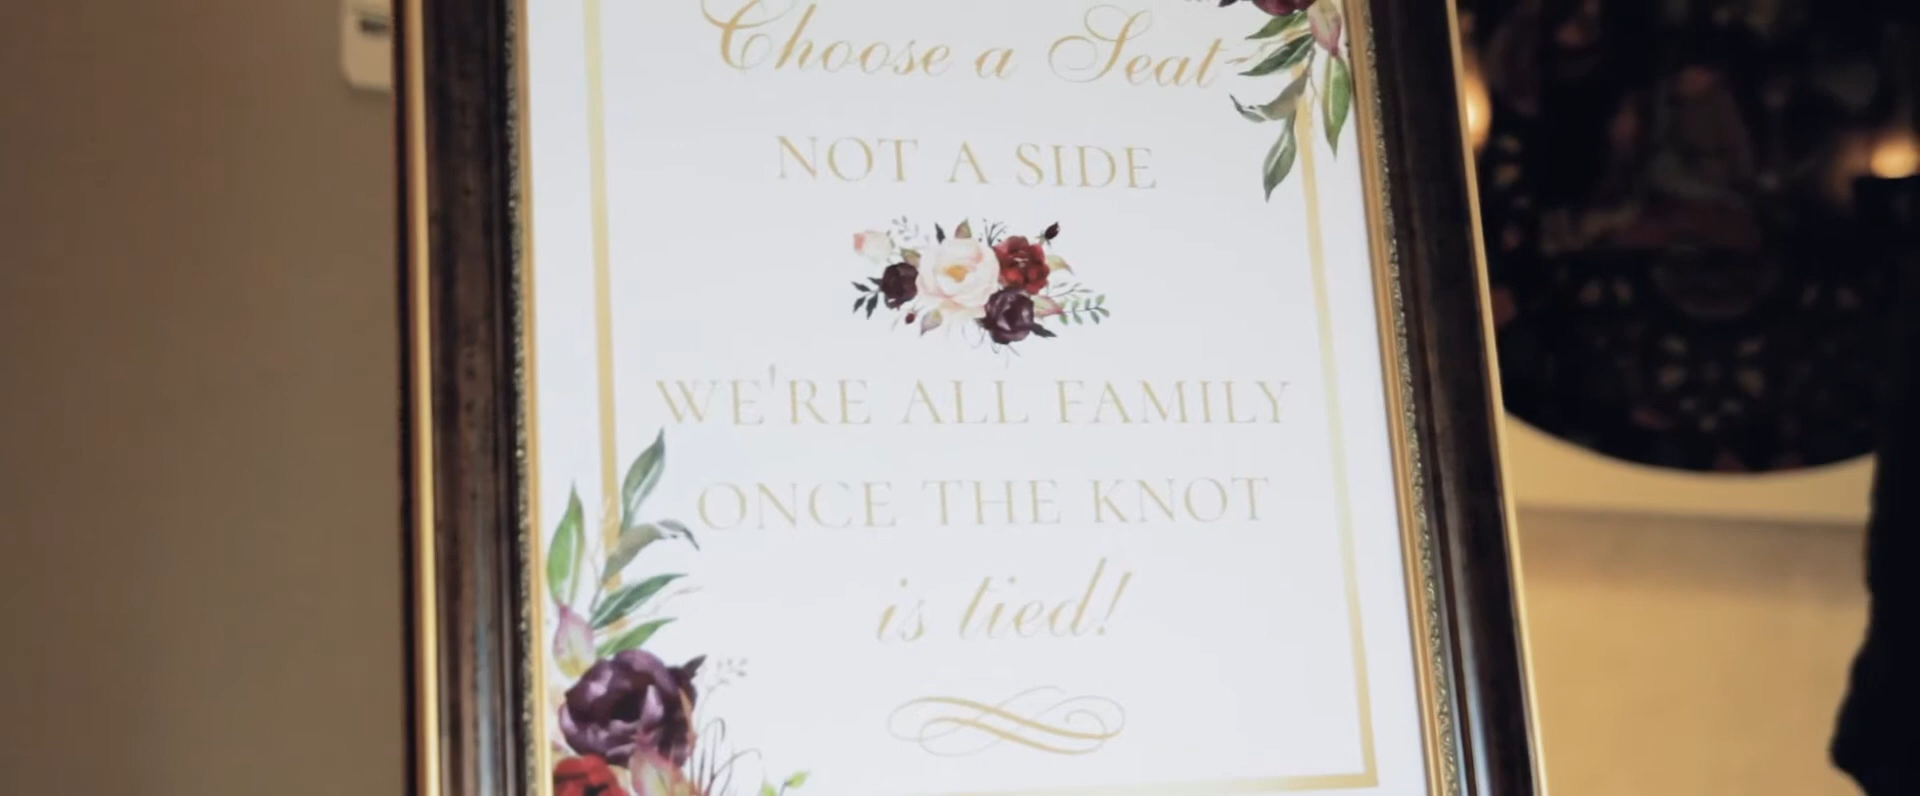 Choose a Seat
NOT A SIDE
WE'RE ALL FAMILY
ONCE THE KNOT
is tied!